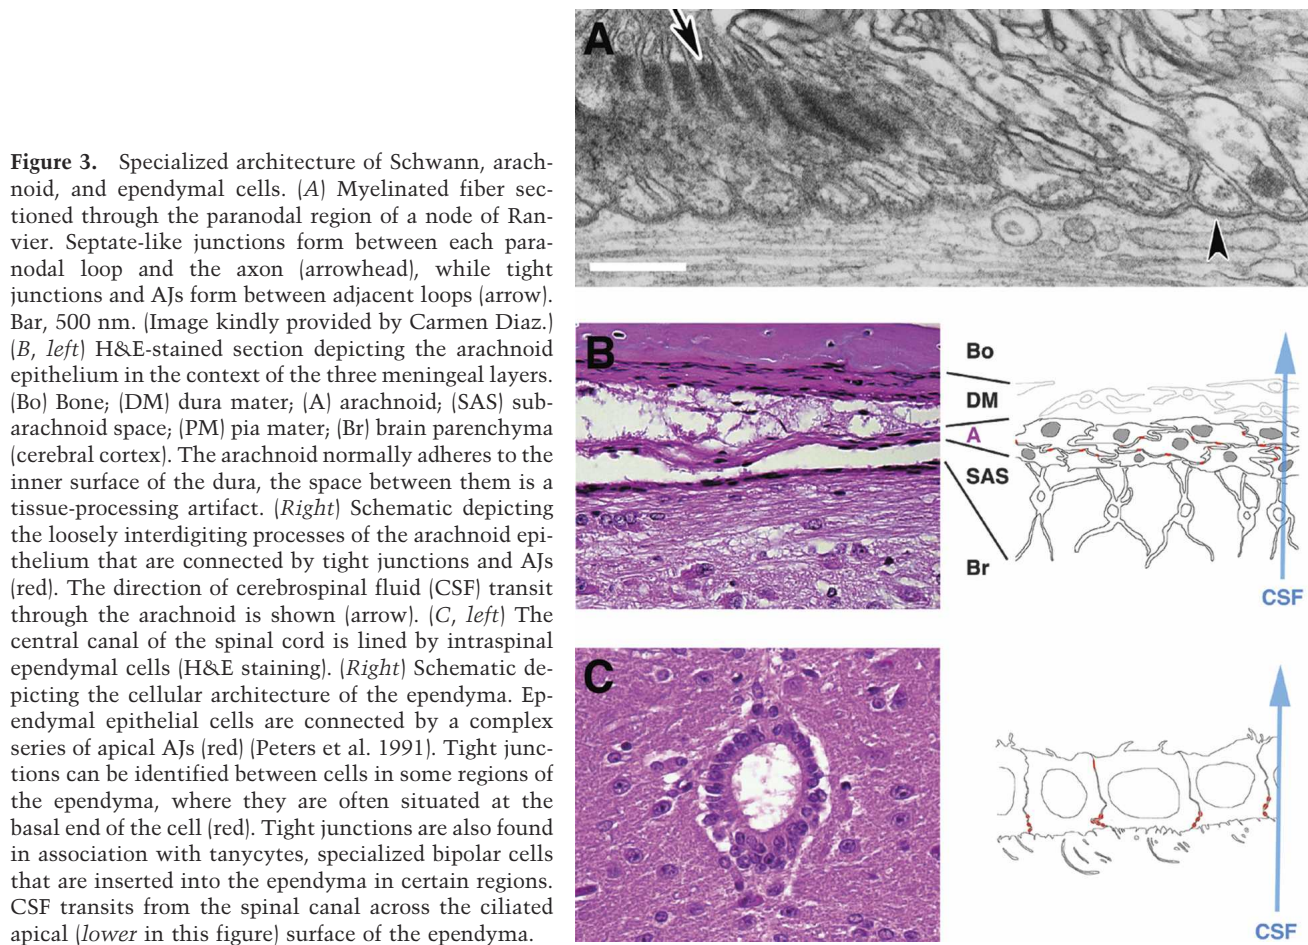 Figure 3. Specialized architecture of Schwann, arach-
noid, and ependymal cells. (A) Myelinated fiber sec-
tioned through the paranodal region of a node of Ran-
vier. Septate-like junctions form between each para-
nodal loop and the axon (arrowhead), while tight
junctions and AJs form between adjacent loops (arrow).
Bar, 500 nm. (Image kindly provided by Carmen Diaz.)
(B, left) H&E-stained section depicting the arachnoid
epithelium in the context of the three meningeal layers.
(Bo) Bone; (DM) dura mater; (A) arachnoid; (SAS) sub-
arachnoid space; (PM) pia mater; (Br) brain parenchyma
(cerebral cortex). The arachnoid normally adheres to the
inner surface of the dura, the space between them is a
tissue-processing artifact. (Right) Schematic depicting
the loosely interdigiting processes of the arachnoid epi-
thelium that are connected by tight junctions and AJs
(red). The direction of cerebrospinal fluid (CSF) transit
through the arachnoid is shown (arrow). (C, left) The
central canal of the spinal cord is lined by intraspinal
ependymal cells (H&E staining). (Right) Schematic de-
picting the cellular architecture of the ependyma. Ep-
endymal epithelial cells are connected by a complex
series of apical AJs (red) (Peters et al. 1991). Tight junc-
tions can be identified between cells in some regions of
the ependyma, where they are often situated at the
basal end of the cell (red). Tight junctions are also found
in association with tanycytes, specialized bipolar cells
that are inserted into the ependyma in certain regions.
CSF transits from the spinal canal across the ciliated
apical (lower in this figure) surface of the ependyma.
A
B
Bo
DM
A
SAS
Br
CSF
C
CSF